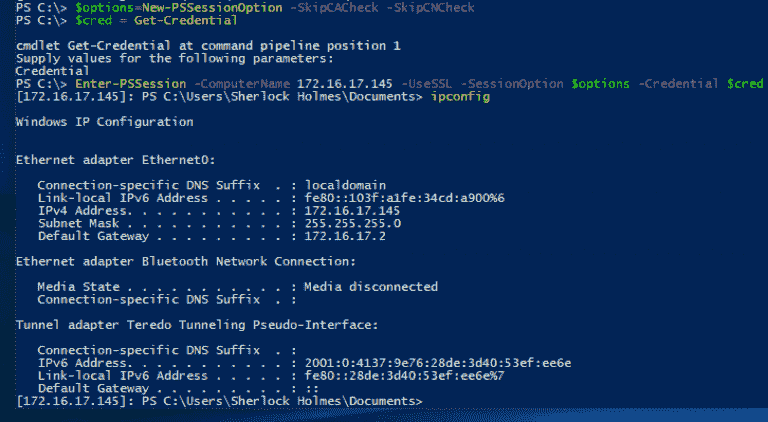 PS C:\> $options=New-PSSessionOption -SkipCACheck -SkipCNCheck
PS C:\> $cred = Get-Credential
cmdlet Get-Credential at command pipeline position 1
Supply values for the following parameters:
Credential
PS C:\> Enter-PSSession -ComputerName 172.16.17.145 -UseSSL -SessionOption $options -Credential $cred
[172.16.17.145]: PS C:\Users\Sherlock Holmes\Documents> ipconfig
Windows IP Configuration
Ethernet adapter Ethernet0:
Connection-specific DNS Suffix . : localdomain
Link-local IPv6 Address . . . . . : fe80::103f:a1fe:34cd:a900%6
IPv4 Address. . . . . . . . . . . : 172.16.17.145
Subnet Mask . . . . . . . . . . . : 255.255.255.0
Default Gateway . . . . . . . . . : 172.16.17.2
Ethernet adapter Bluetooth Network Connection:
Media State . . . . . . . . . . . : Media disconnected
Connection-specific DNS Suffix . :
Tunnel adapter Teredo Tunneling Pseudo-Interface:
Connection-specific DNS Suffix . :
IPv6 Address. . . . . . . . . . . : 2001:0:4137:9e76:28de:3d40:53ef:ee6e
Link-local IPv6 Address . . . . . : fe80::28de:3d40:53ef:ee6e%7
Default Gateway . . . . . . . . . : ::
[172.16.17.145]: PS C:\Users\Sherlock Holmes\Documents>